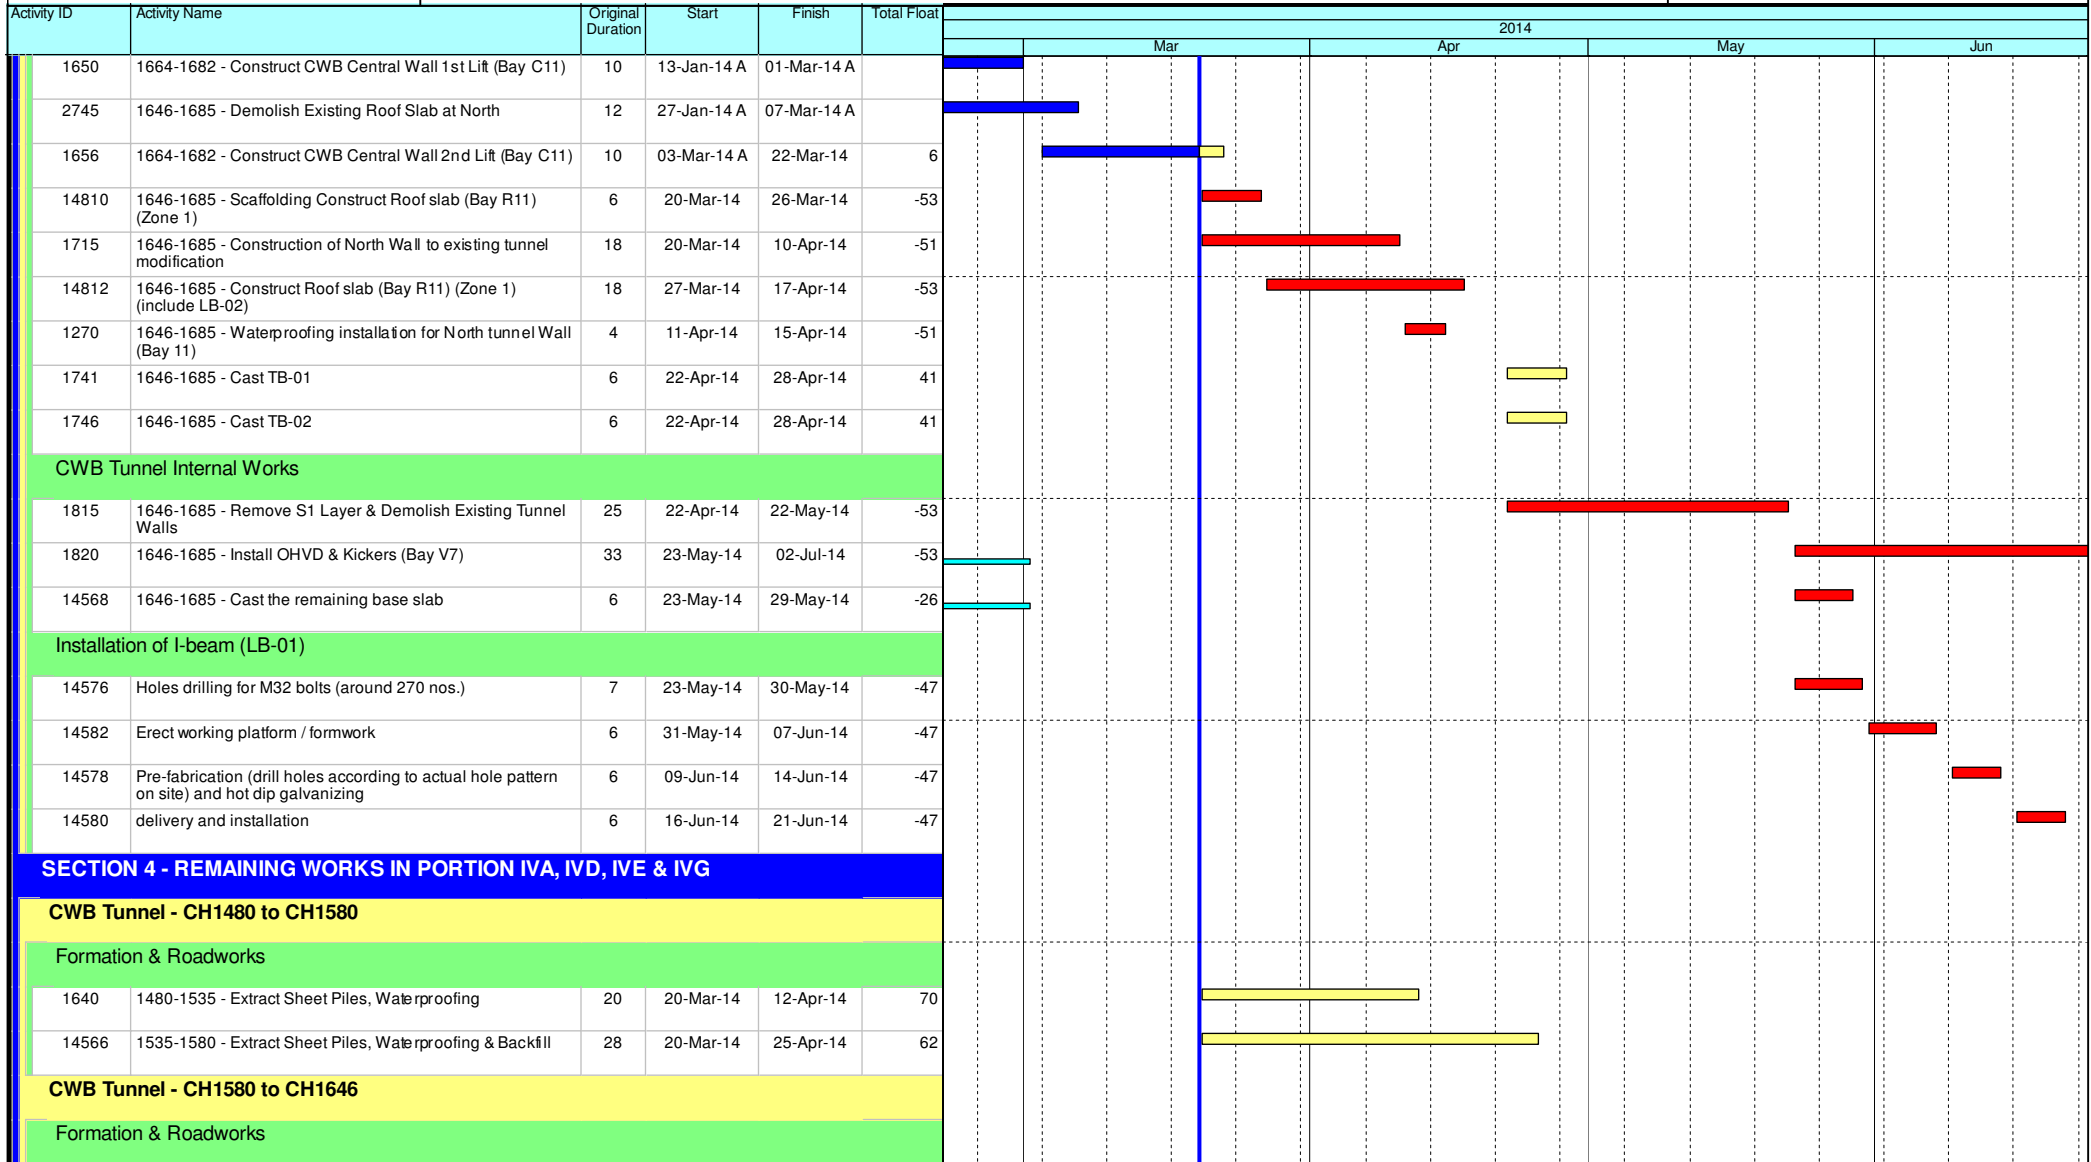 Activity ID Activity Name Original Start Finish Total Float
Duration
2014
Mar Apr May Jun
1650 1664-1682 - Construct CWB Central Wall 1st Lift (Bay C11) 10 13-Jan-14 A 01-Mar-14 A
2745 1646-1685 - Demolish Existing Roof Slab at North 12 27-Jan-14 A 07-Mar-14 A
1656 1664-1682 - Construct CWB Central Wall 2nd Lift (Bay C11) 10 03-Mar-14 A 22-Mar-14 6
14810 1646-1685 - Scaffolding Construct Roof slab (Bay R11) 6 20-Mar-14 26-Mar-14 -53
(Zone 1)
1715 1646-1685 - Construction of North Wall to existing tunnel 18 20-Mar-14 10-Apr-14 -51
modification
14812 1646-1685 - Construct Roof slab (Bay R11) (Zone 1) 18 27-Mar-14 17-Apr-14 -53
(include LB-02)
1270 1646-1685 - Waterproofing installation for North tunnel Wall 4 11-Apr-14 15-Apr-14 -51
(Bay 11)
1741 1646-1685 - Cast TB-01 6 22-Apr-14 28-Apr-14 41
1746 1646-1685 - Cast TB-02 6 22-Apr-14 28-Apr-14 41
CWB Tunnel Internal Works
1815 1646-1685 - Remove S1 Layer & Demolish Existing Tunnel 25 22-Apr-14 22-May-14 -53
Walls
1820 1646-1685 - Install OHVD & Kickers (Bay V7) 33 23-May-14 02-Jul-14 -53
14568 1646-1685 - Cast the remaining base slab 6 23-May-14 29-May-14 -26
Installation of I-beam (LB-01)
14576 Holes drilling for M32 bolts (around 270 nos.) 7 23-May-14 30-May-14 -47
14582 Erect working platform / formwork 6 31-May-14 07-Jun-14 -47
14578 Pre-fabrication (drill holes according to actual hole pattern 6 09-Jun-14 14-Jun-14 -47
on site) and hot dip galvanizing
14580 delivery and installation 6 16-Jun-14 21-Jun-14 -47
SECTION 4 - REMAINING WORKS IN PORTION IVA, IVD, IVE & IVG
CWB Tunnel - CH1480 to CH1580
Formation & Roadworks
1640 1480-1535 - Extract Sheet Piles, Waterproofing 20 20-Mar-14 12-Apr-14 70
14566 1535-1580 - Extract Sheet Piles, Waterproofing & Backfill 28 20-Mar-14 25-Apr-14 62
CWB Tunnel - CH1580 to CH1646
Formation & Roadworks